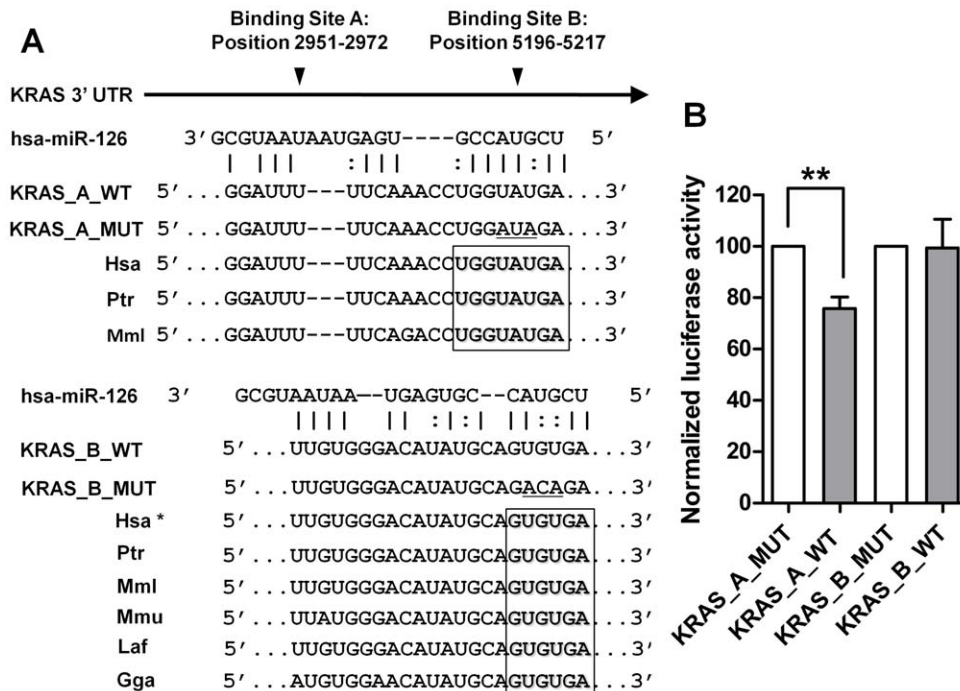 A
Binding Site A:
Position 2951-2972
Binding Site B:
Position 5196-5217
KRAS 3' UTR
hsa-miR-126 3' GCGUAAUAAUGAGU----GCCAUGCU 5'
| ||| :||| :||||:||
KRAS_A_WT 5' ...GGAUUU---UUCAAACCUGGUAUGA...3'
KRAS_A_MUT 5' ...GGAUUU---UUCAAACCUGGAUAGA...3'
Hsa 5' ...GGAUUU---UUCAAACCUGGUAUGA...3'
Ptr 5' ...GGAUUU---UUCAAACCUGGUAUGA...3'
Mml 5' ...GGAUUU---UUCAGACCUGGUAUGA...3'
hsa-miR-126 3' GCGUAAUAA--UGAGUGC--CAUGCU 5'
|||| || :|:| ||::||
KRAS_B_WT 5' ...UUGUGGGACAUAUGCAGUGUGA...3'
KRAS_B_MUT 5' ...UUGUGGGACAUAUGCAGACAGA...3'
Hsa * 5' ...UUGUGGGACAUAUGCAGUGUGA...3'
Ptr 5' ...UUGUGGGACAUAUGCAGUGUGA...3'
Mml 5' ...UUGUGGGACAUAUGCAGUGUGA...3'
Mmu 5' ...UUAUGGGACAUAUGCAGUGUGA...3'
Laf 5' ...UUGUGGGACAUAUGCAGUGUGA...3'
Gga 5' ...AUGUGGAACAUAUGCAGUGUGA...3'
B
Normalized luciferase activity
120
100
80
60
40
20
0
**
KRAS_A_MUT
KRAS_A_WT
KRAS_B_MUT
KRAS_B_WT